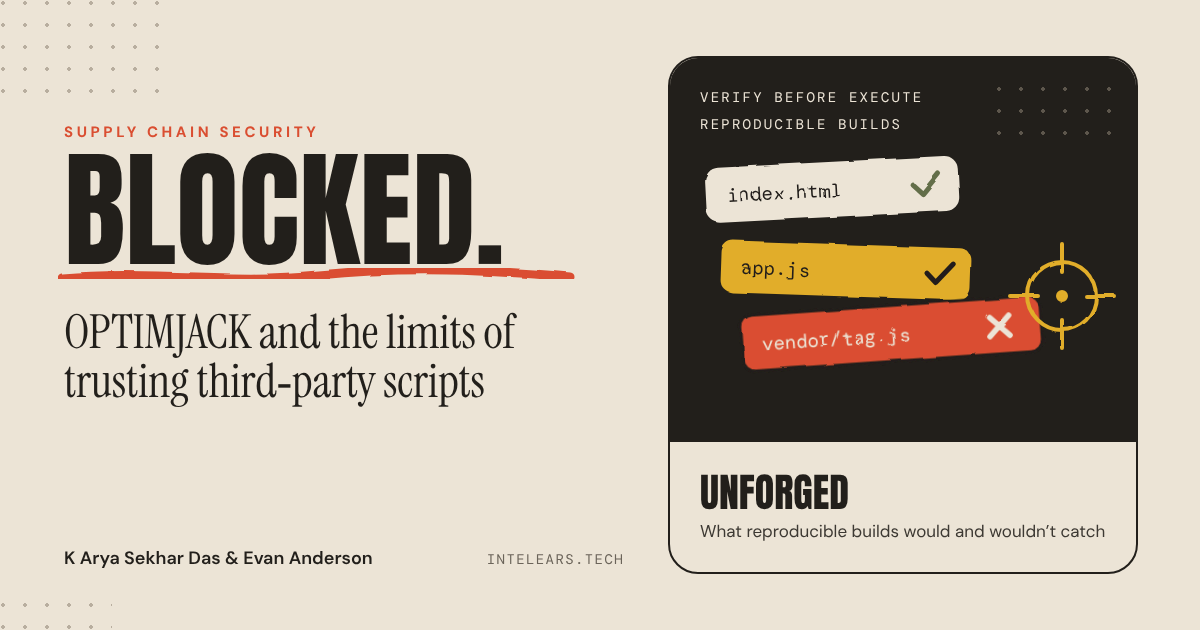 SUPPLY CHAIN SECURITY
BLOCKED.
OPTIMJACK and the limits of
trusting third-party scripts
K Arya Sekhar Das & Evan Anderson
INTELEARS.TECH
VERIFY BEFORE EXECUTE
REPRODUCIBLE BUILDS
index.html
app.js
vendor/tag.js
UNFORGED
What reproducible builds would and wouldn’t catch